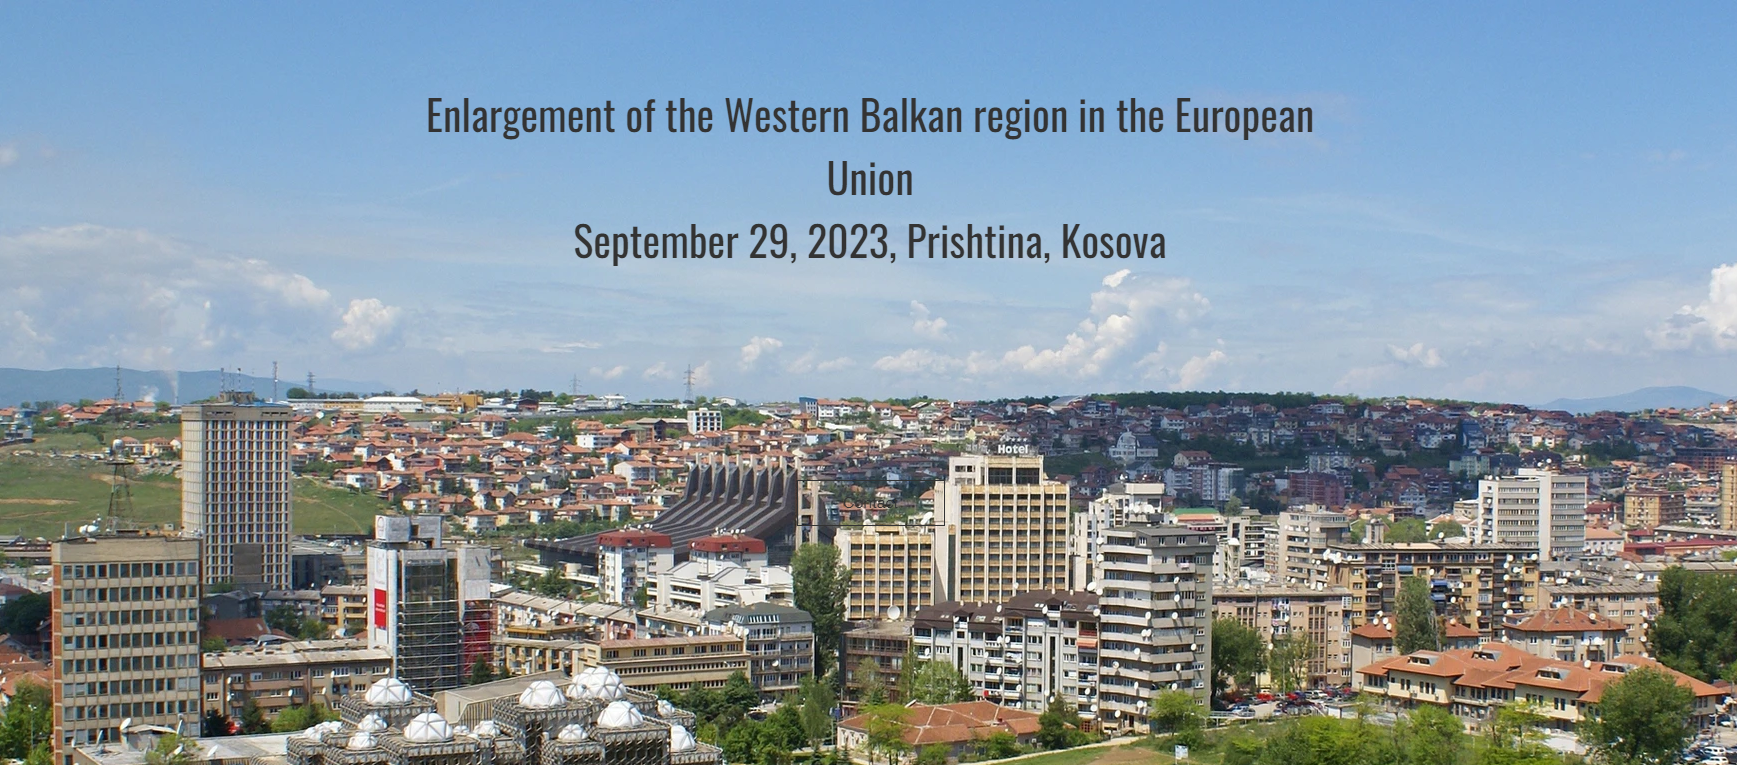 Enlargement of the Western Balkan region in the European
Union
September 29, 2023, Prishtina, Kosova
Hotel